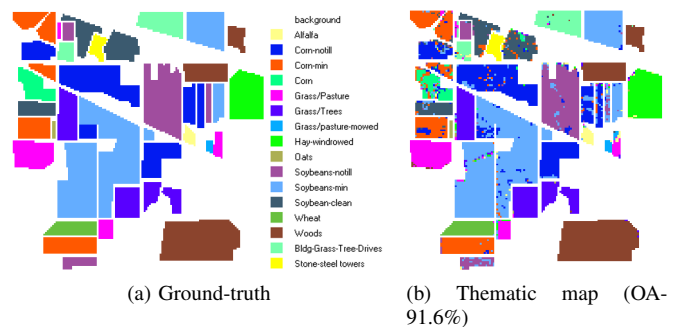 background
Alfalfa
Corn-notill
Corn-min
Corn
Grass/Pasture
Grass/Trees
Grass/pasture-mowed
Hay-windrowed
Oats
Soybeans-notill
Soybeans-min
Soybean-clean
Wheat
Woods
Bldg-Grass-Tree-Drives
Stone-steel towers
(a) Ground-truth
(b) Thematic map (OA-
91.6%)